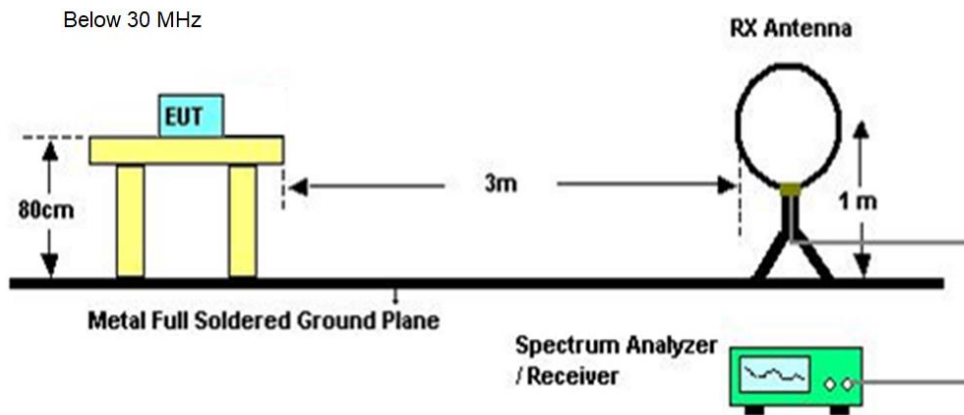 Below 30 MHz
RX Antenna
EUT
80cm
3m
1 m
Metal Full Soldered Ground Plane
Spectrum Analyzer
/ Receiver